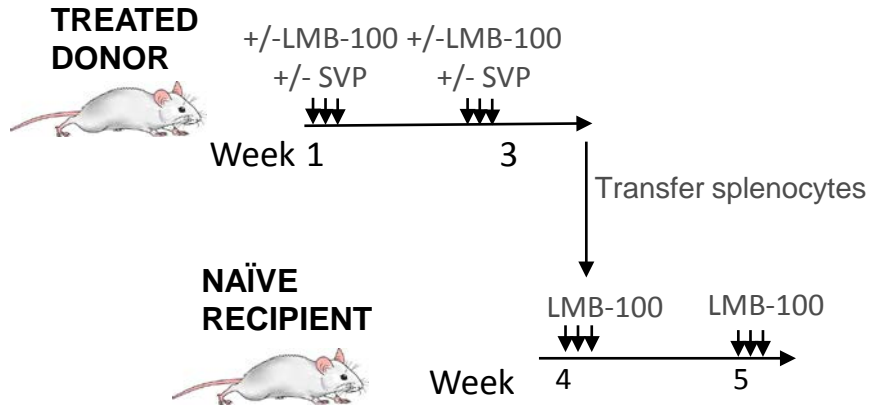 TREATED
DONOR
+/-LMB-100 +/-LMB-100
+/- SVP +/- SVP
Week 1 3
Transfer splenocytes
NAÏVE
RECIPIENT
LMB-100 LMB-100
Week 4 5